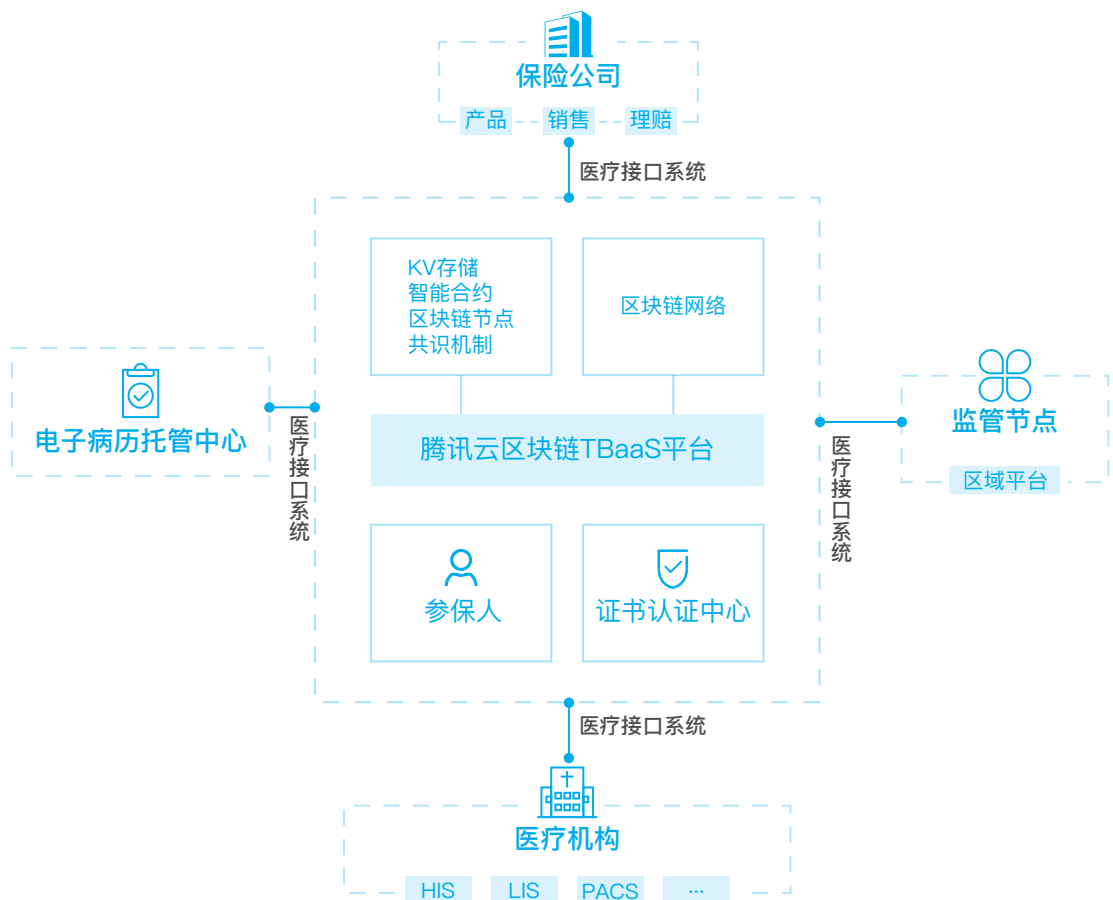 保险公司
产品
销售
理赔
医疗接口系统
KV存储
智能合约
区块链节点
共识机制
区块链网络
电子病历托管中心
医疗接口系统
腾讯云区块链TBaaS平台
监管节点
区域平台
医疗接口系统
参保人
证书认证中心
医疗接口系统
医疗机构
HIS
LIS
PACS
...